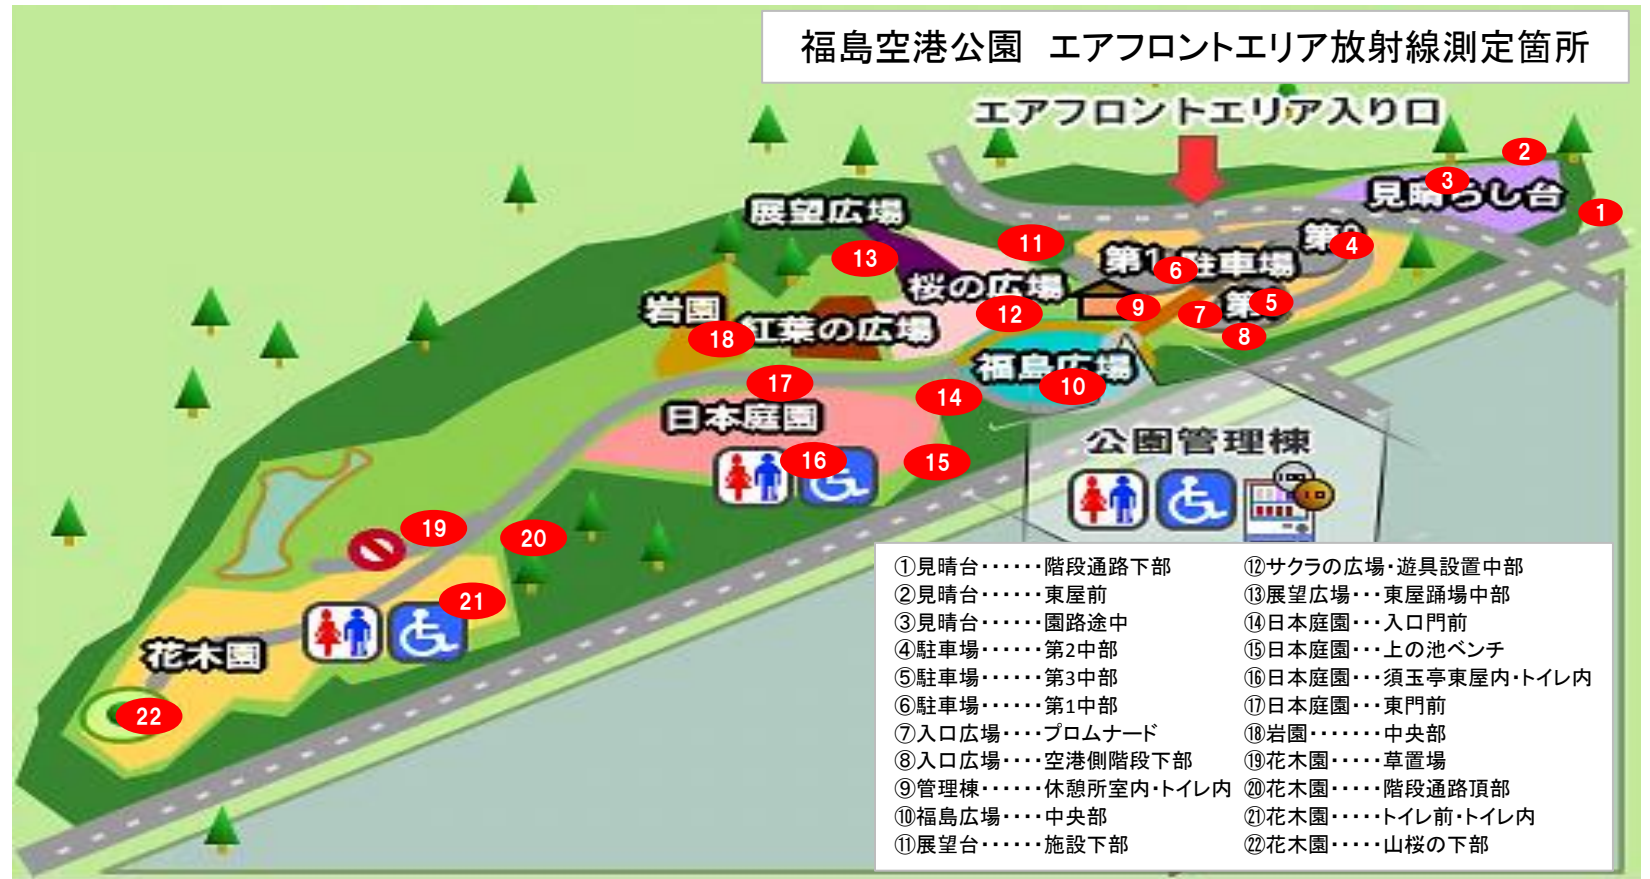 福島空港公園　エアフロントエリア放射線測定箇所
エアフロントエリア入り口
2
3
見晴らし台
1
展望広場
11
第2
4
13
第1
6
駐車場
桜の広場
岩園
12
9
7
第
5
18
紅葉の広場
8
福島広場
17
10
14
日本庭園
公園管理棟
16
15
19
20
21
花木園
22
①見晴台・・・・・・階段通路下部
②見晴台・・・・・・東屋前
③見晴台・・・・・・園路途中
④駐車場・・・・・・第2中部
⑤駐車場・・・・・・第3中部
⑥駐車場・・・・・・第1中部
⑦入口広場・・・・プロムナード
⑧入口広場・・・・空港側階段下部
⑨管理棟・・・・・・休憩所室内・トイレ内
⑩福島広場・・・・中央部
⑪展望台・・・・・・施設下部
⑫サクラの広場・遊具設置中部
⑬展望広場・・・東屋踊場中部
⑭日本庭園・・・入口門前
⑮日本庭園・・・上の池ベンチ
⑯日本庭園・・・須玉亭東屋内・トイレ内
⑰日本庭園・・・東門前
⑱岩園・・・・・・・中央部
⑲花木園・・・・・草置場
⑳花木園・・・・・階段通路頂部
㉑花木園・・・・・トイレ前・トイレ内
㉒花木園・・・・・山桜の下部